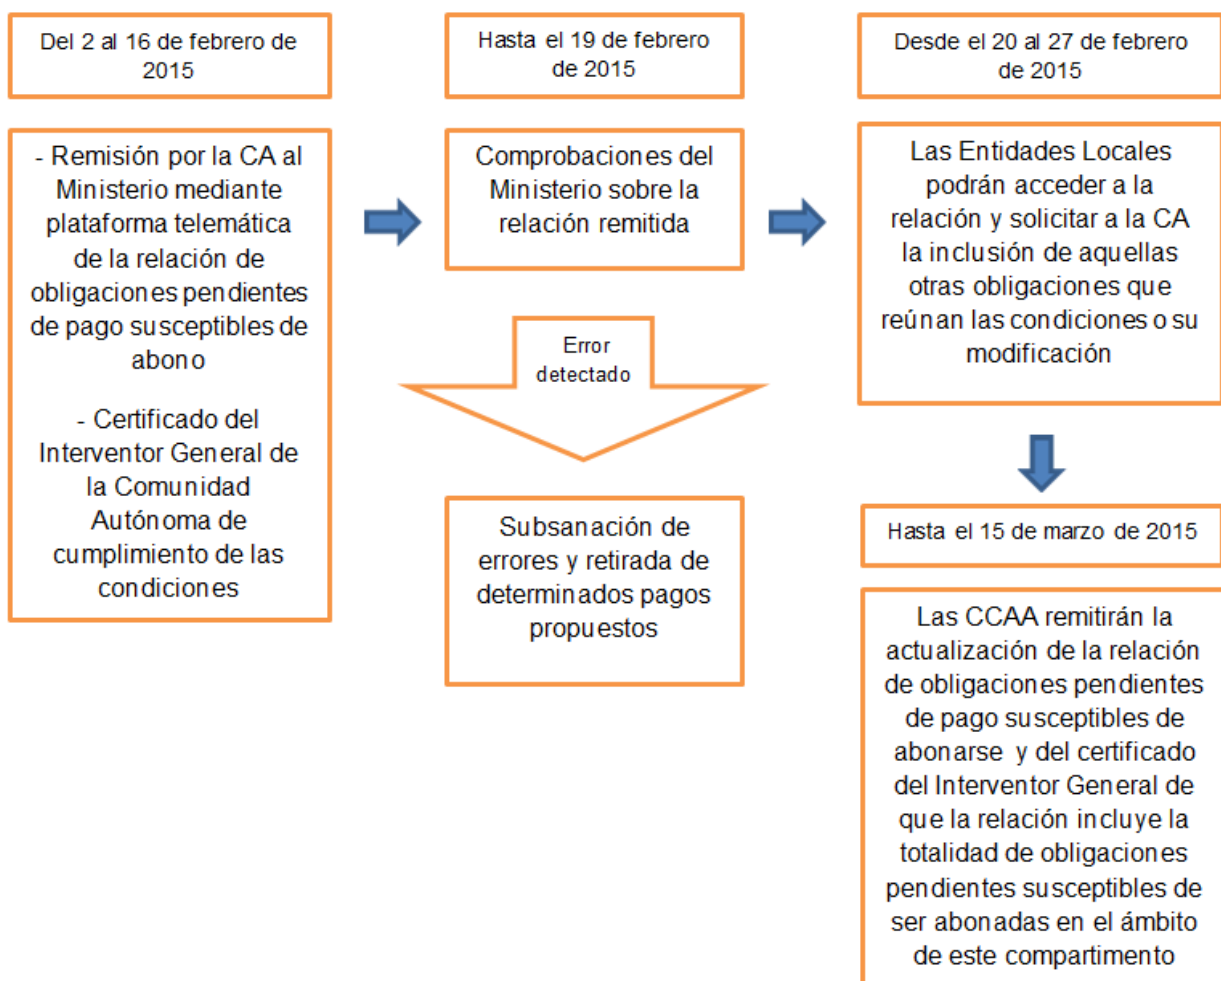 Del 2 al 16 de febrero de
2015
- Remisión por la CA al
Ministerio mediante
plataforma telemática
de la relación de
obligaciones pendientes
de pago susceptibles de
abono
- Certificado del
Interventor General de
la Comunidad
Autónoma de
cumplimiento de las
condiciones
Hasta el 19 de febrero
de 2015
Comprobaciones del
Ministerio sobre la
relación remitida
Error
detectado
Subsanación de
errores y retirada de
determinados pagos
propuestos
Desde el 20 al 27 de febrero
de 2015
Las Entidades Locales
podrán acceder a la
relación y solicitar a la CA
la inclusión de aquellas
otras obligaciones que
reúnan las condiciones o su
modificación
Hasta el 15 de marzo de 2015
Las CCAA remitirán la
actualización de la relación
de obligaciones pendientes
de pago susceptibles de
abonarse y del certificado
del Interventor General de
que la relación incluye la
totalidad de obligaciones
pendientes susceptibles de
ser abonadas en el ámbito
de este compartimento